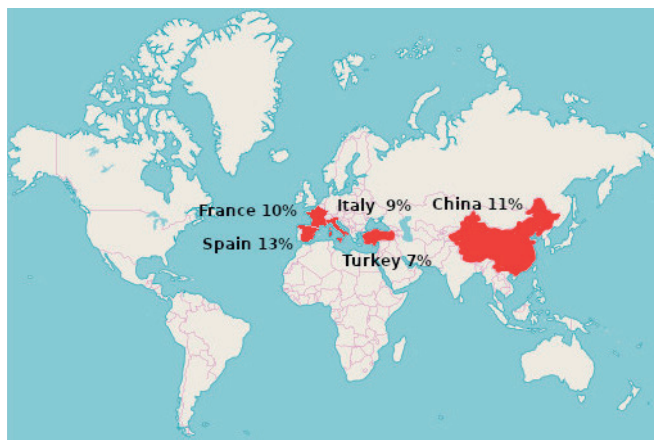 Italy 9%
China 11%
France 10%
Spain 13%
Turkey 7%